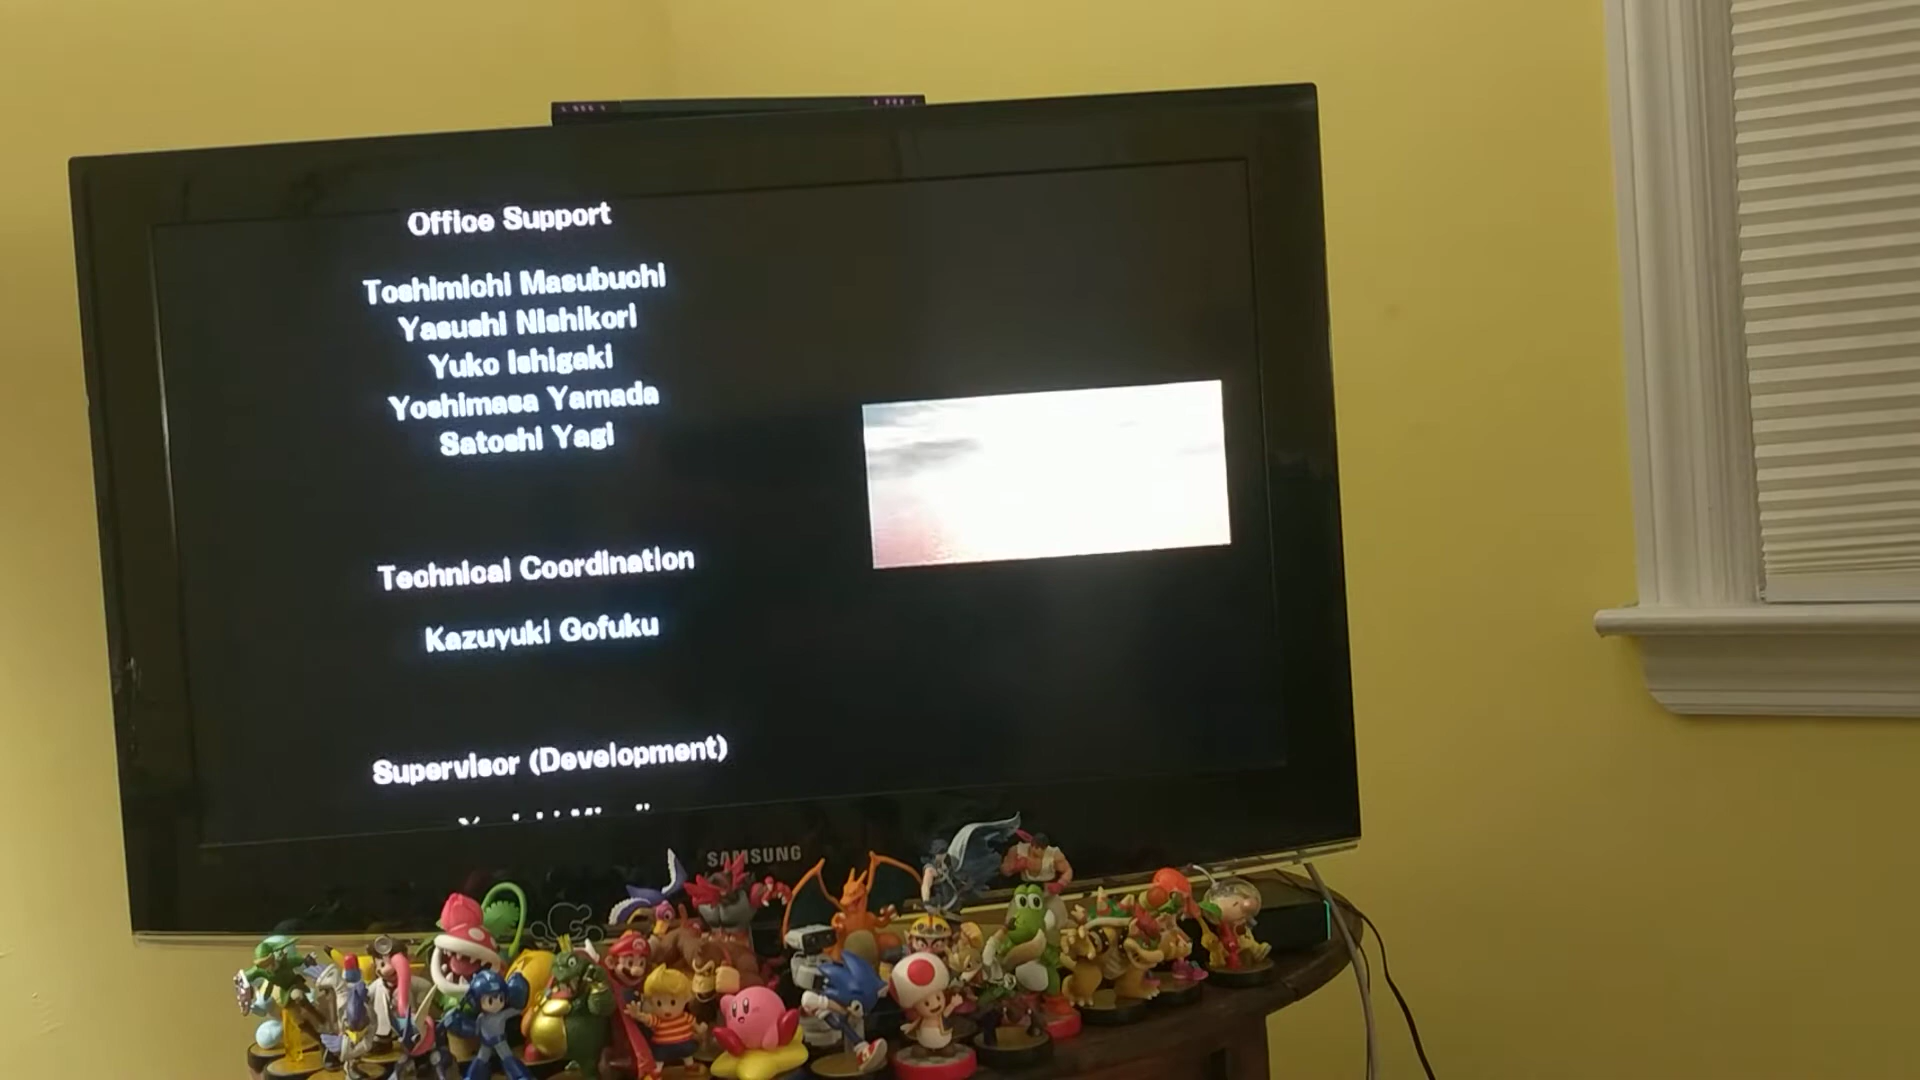 Office Support
Toshimichi Masubuchi
Yasushi Nishikori
Yuko Ishigaki
Yoshimasa Yamada
Satoshi Yagi
Technical Coordination
Kazuyuki Gofuku
Supervisor (Development)
SAMSUNG